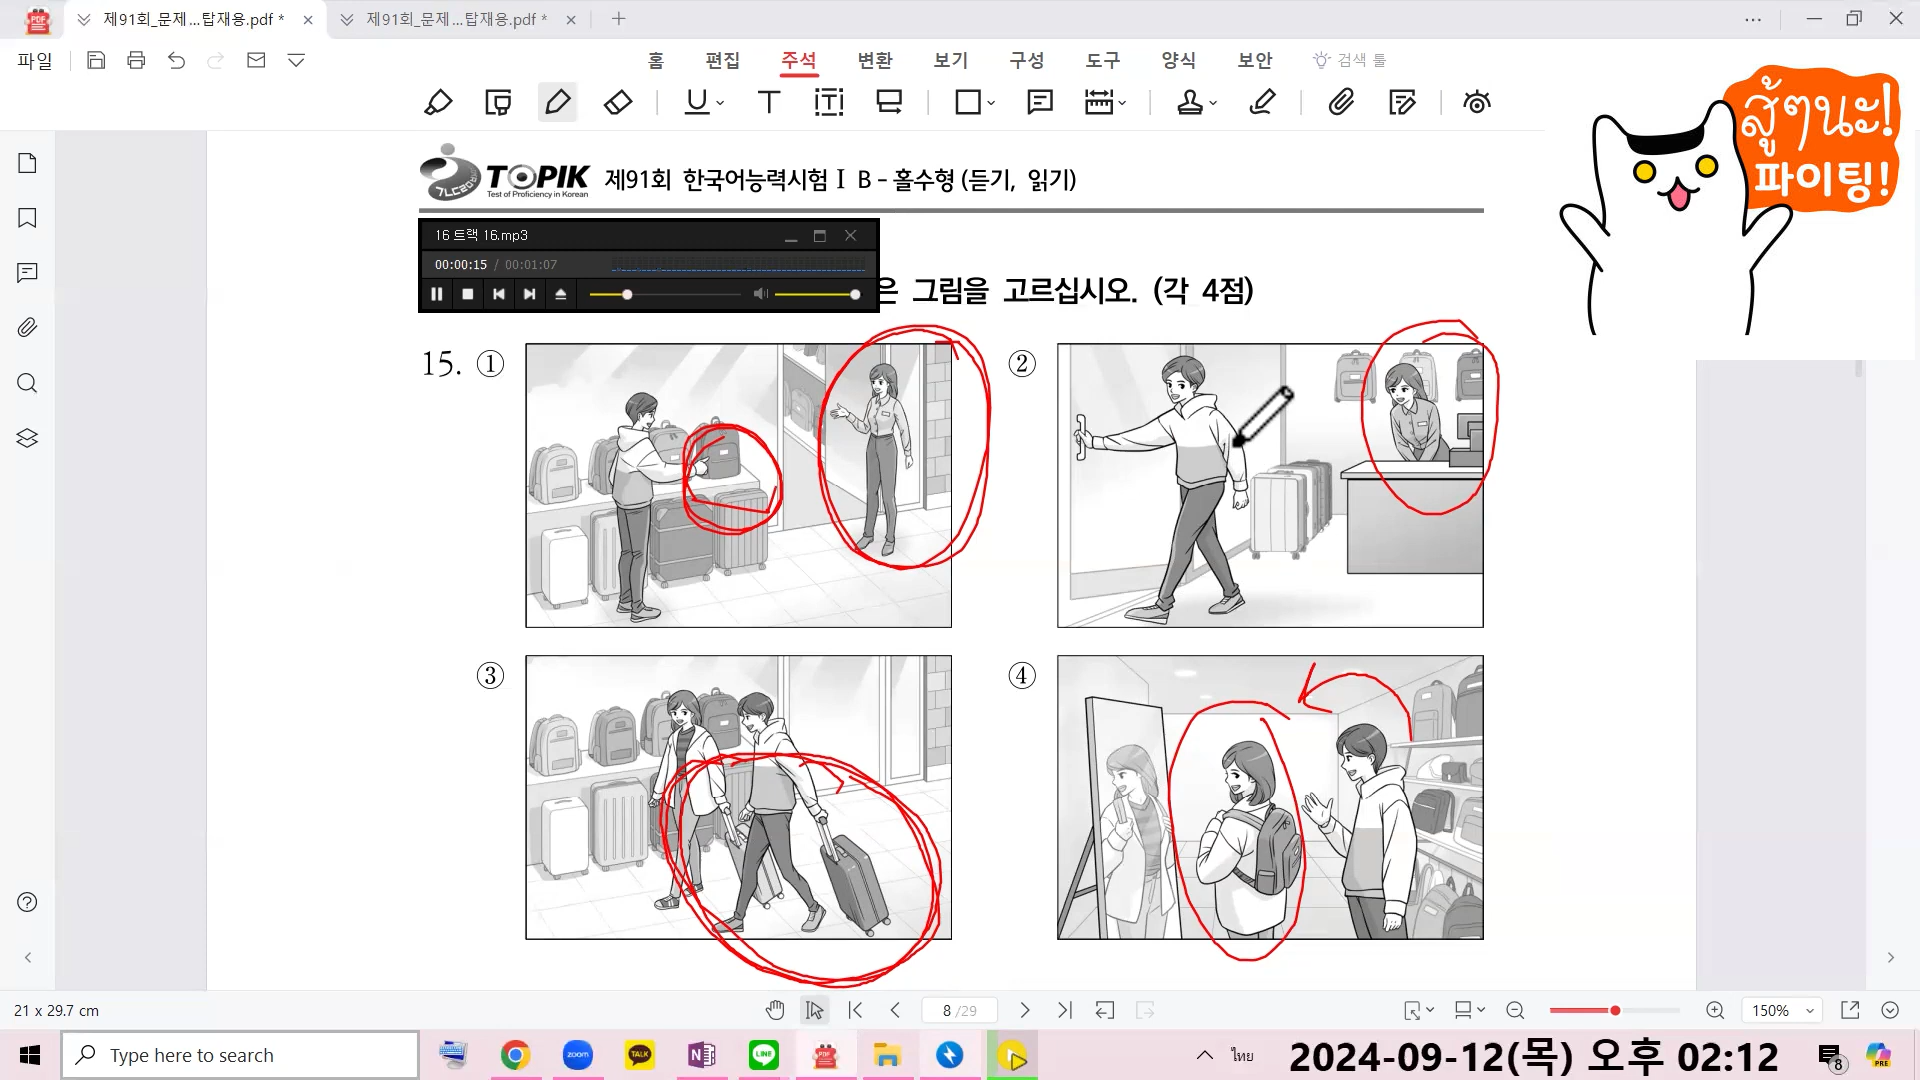 제91회_문제...탑재용.pdf *
제91회_문제...탑재용.pdf *
파일
홈
편집
주석
변환
보기
구성
도구
양식
보안
검색 툴
สู้ๆนะ!
파이팅!
TOPIK
Test of Proficiency in Korean
제91회 한국어능력시험 I B - 홀수형 (듣기, 읽기)
16 트랙 16.mp3
00:00:15 / 00:01:07
은 그림을 고르십시오. (각 4점)
15. ①
②
③
④
21 x 29.7 cm
8 /29
150%
Type here to search
zoom
TALK
LINE
PDF
ไทย
2024-09-12(목) 오후 02:12
8
PRE